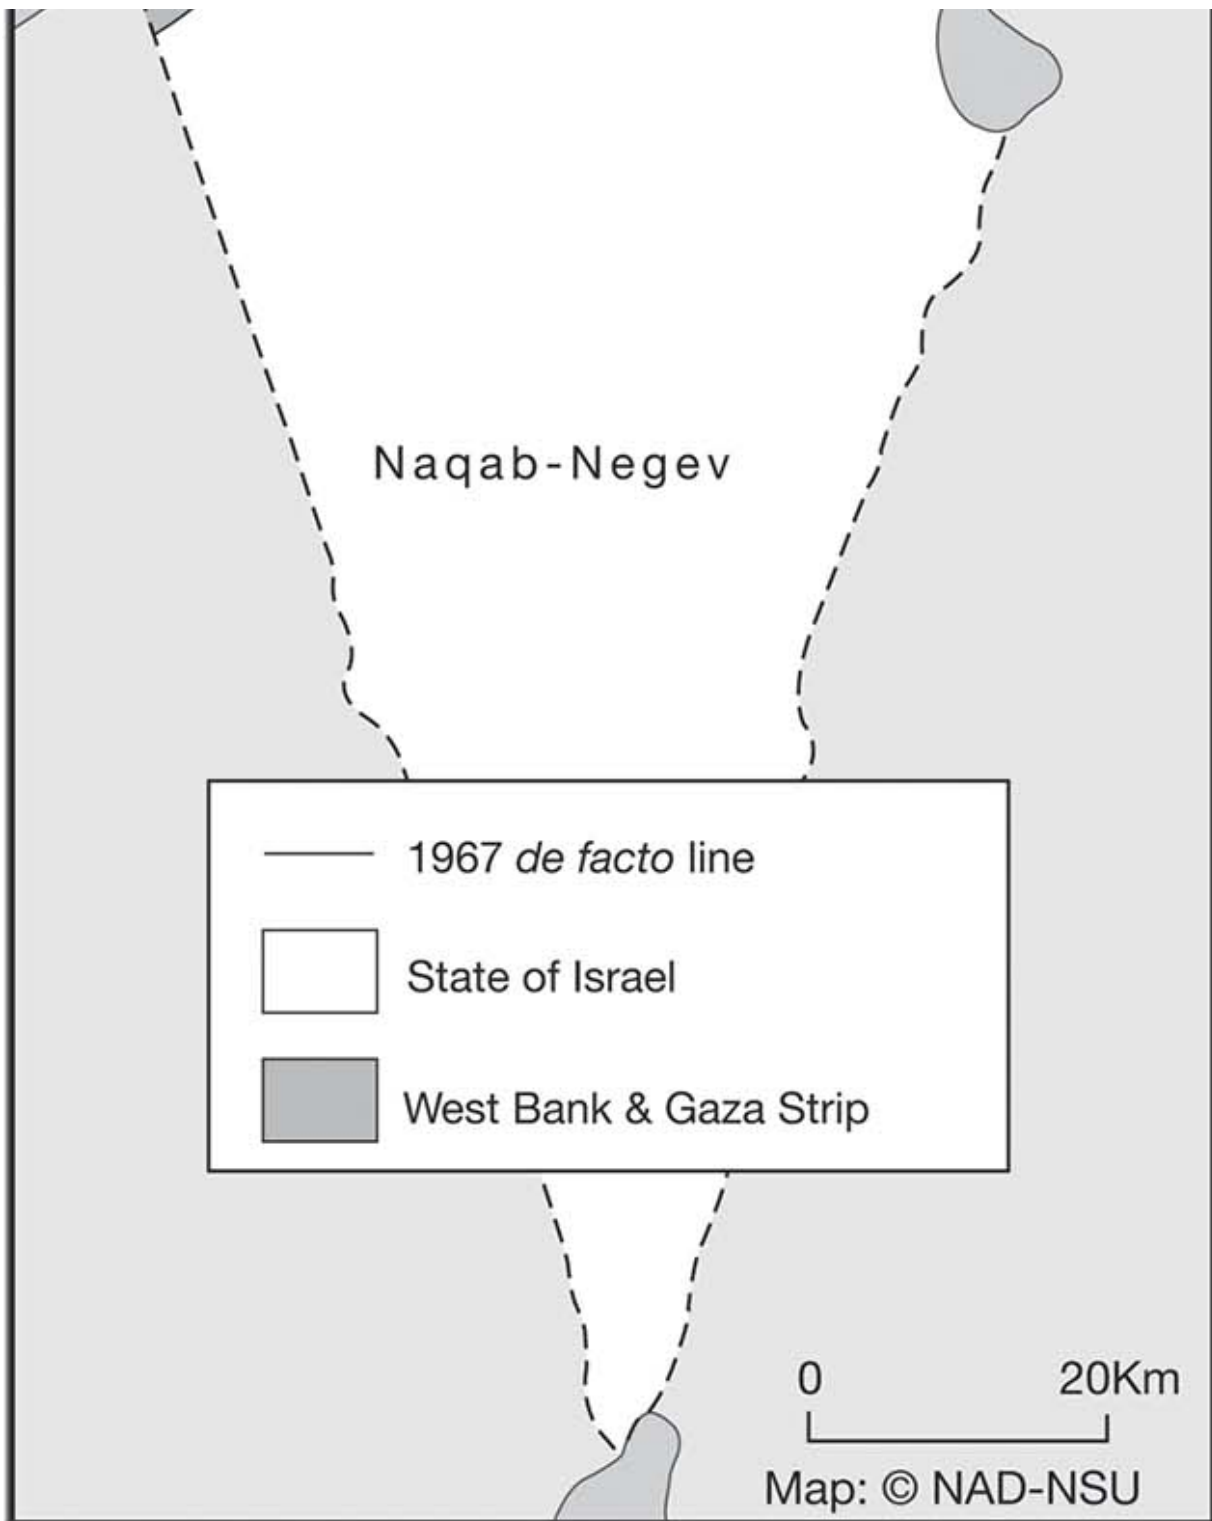 Naqab-Negev
1967 de facto line
State of Israel
West Bank & Gaza Strip
0 20Km
Map: © NAD-NSU